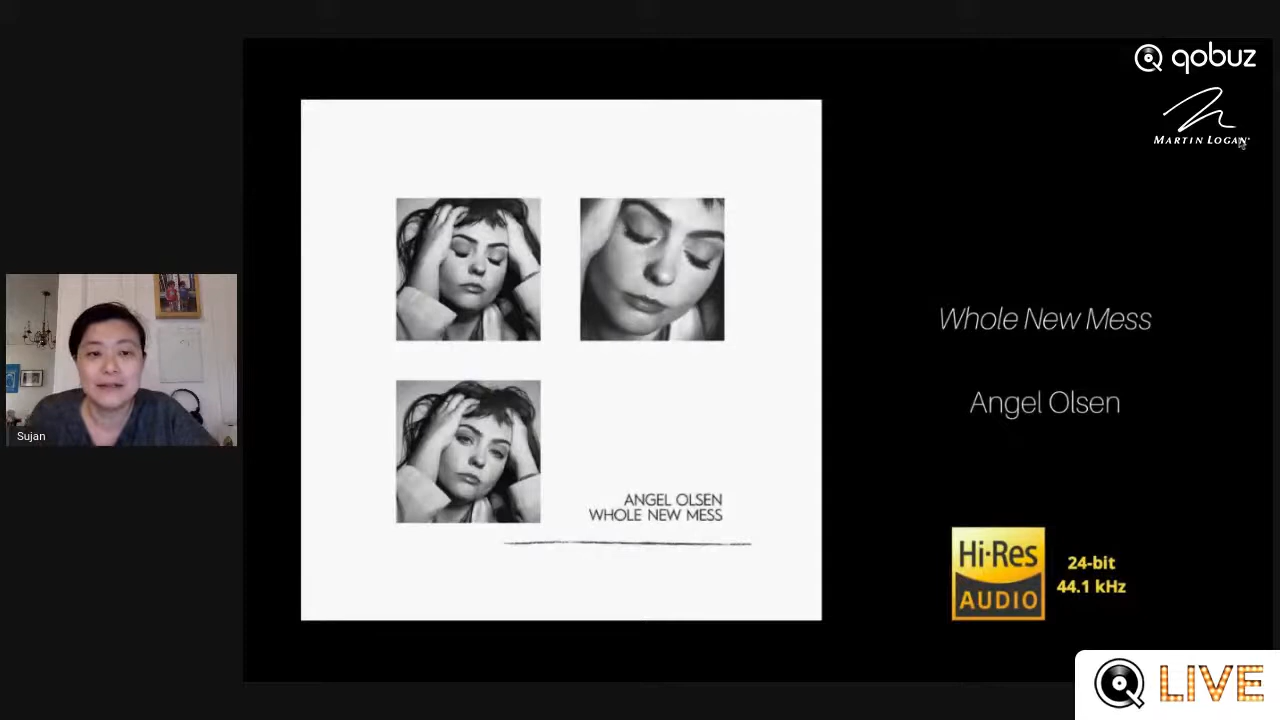 qobuz
MARTIN LOGAN
Whole New Mess
Angel Olsen
Sujan
ANGEL OLSEN
WHOLE NEW MESS
Hi-Res
AUDIO
24-bit
44.1 kHz
LIVE